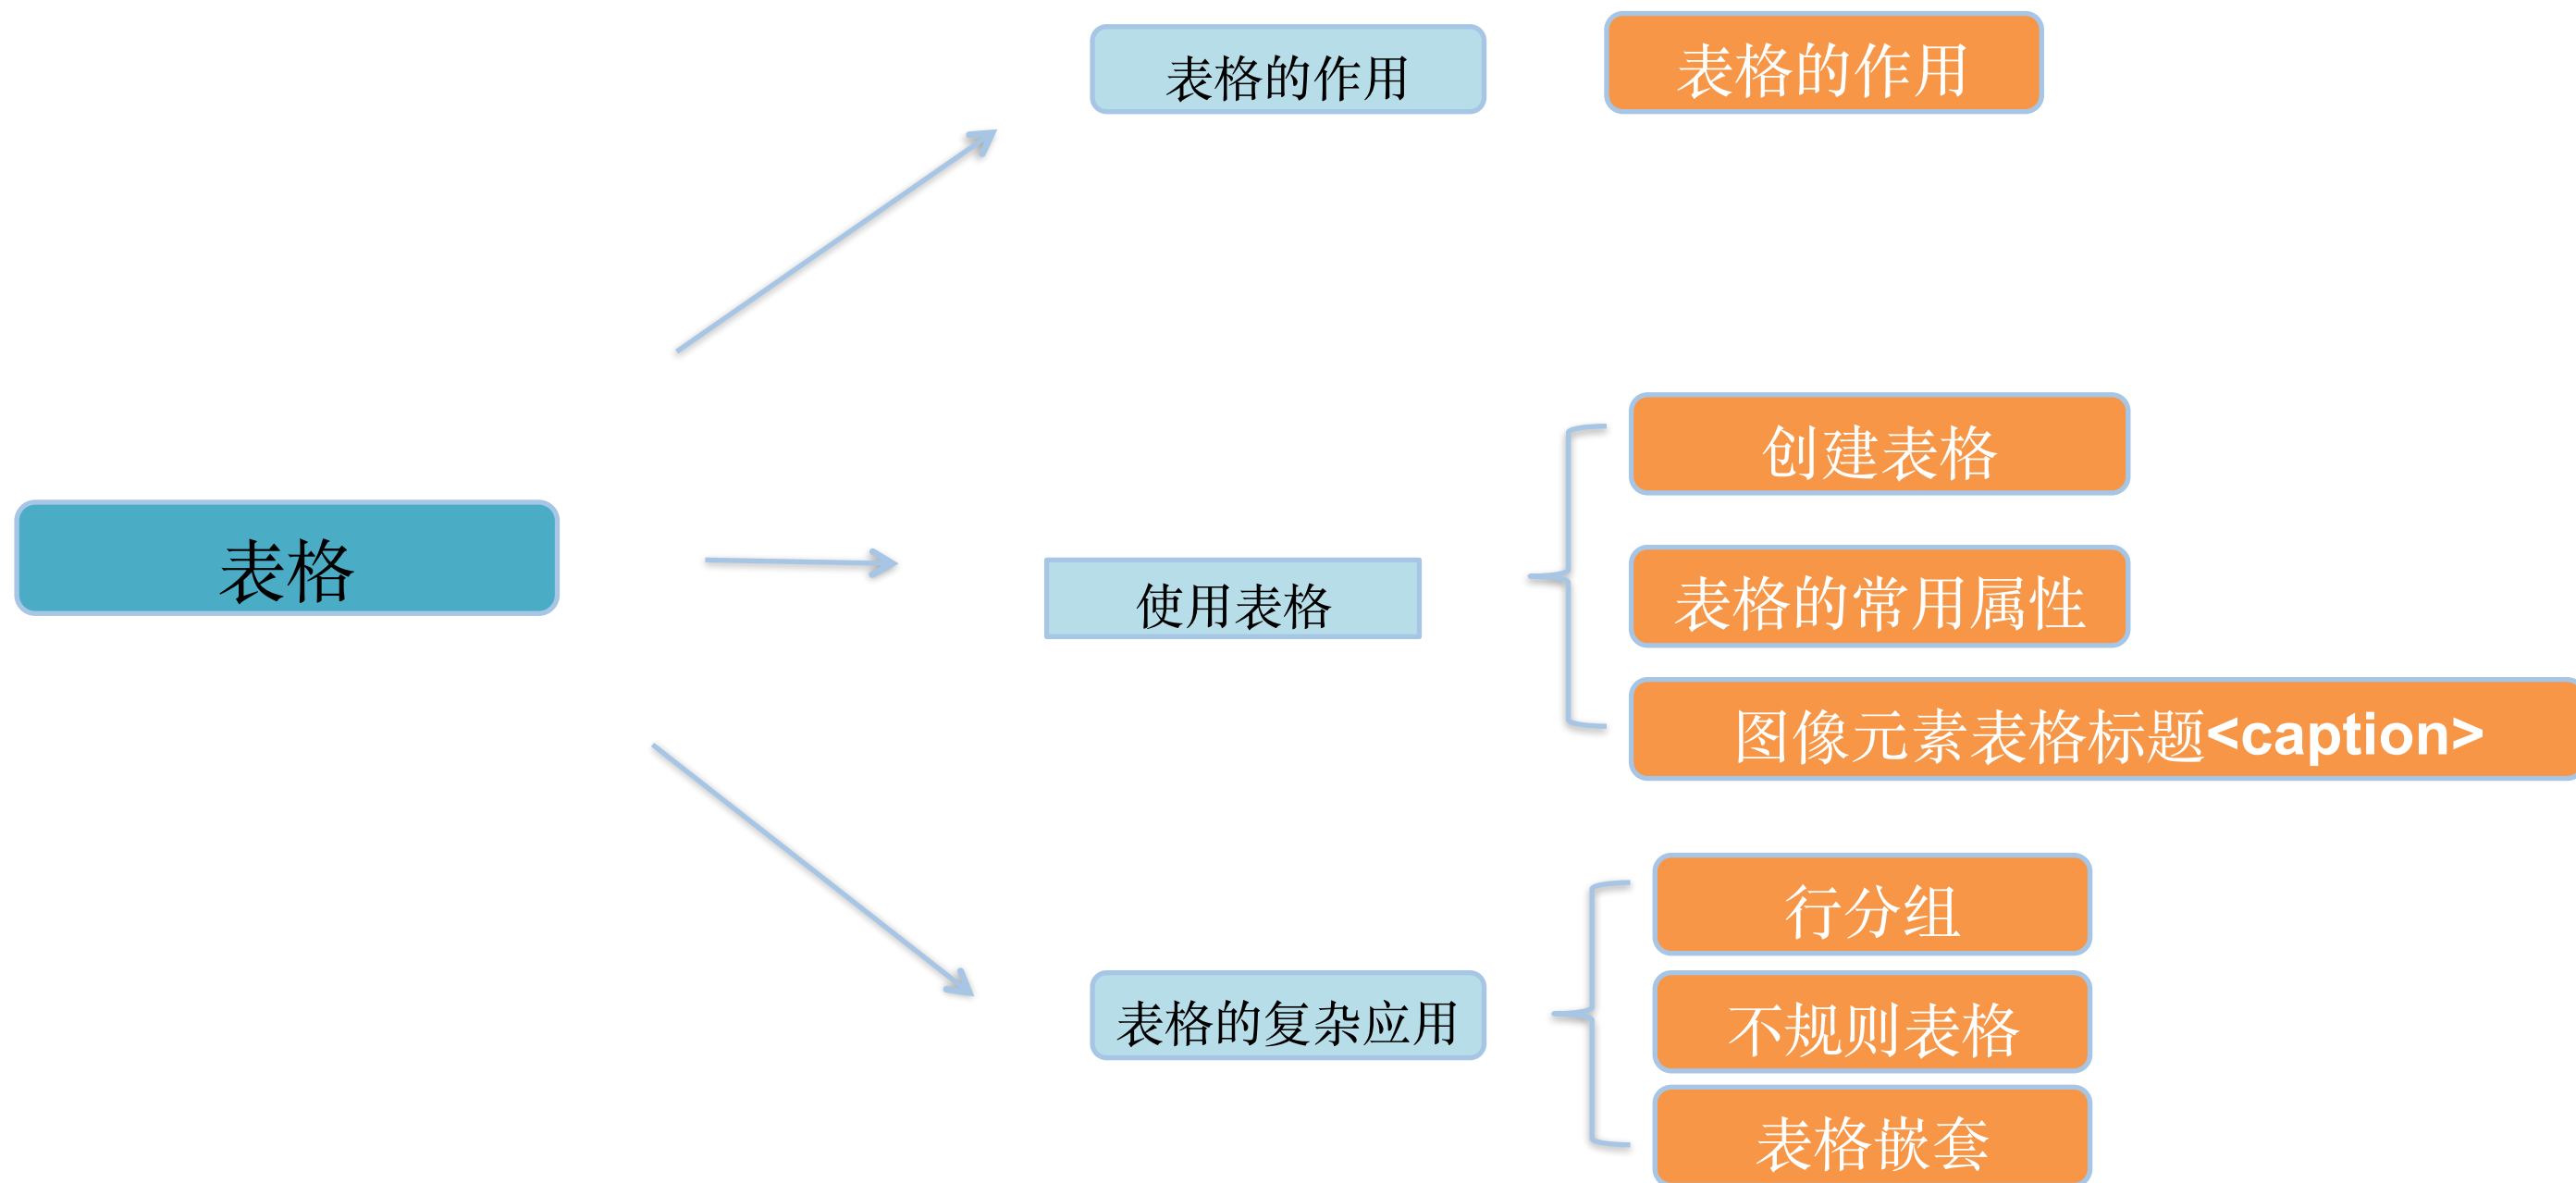 表格的作用
表格的作用
表格
使用表格
创建表格
表格的常用属性
图像元素表格标题<caption>
表格的复杂应用
行分组
不规则表格
表格嵌套